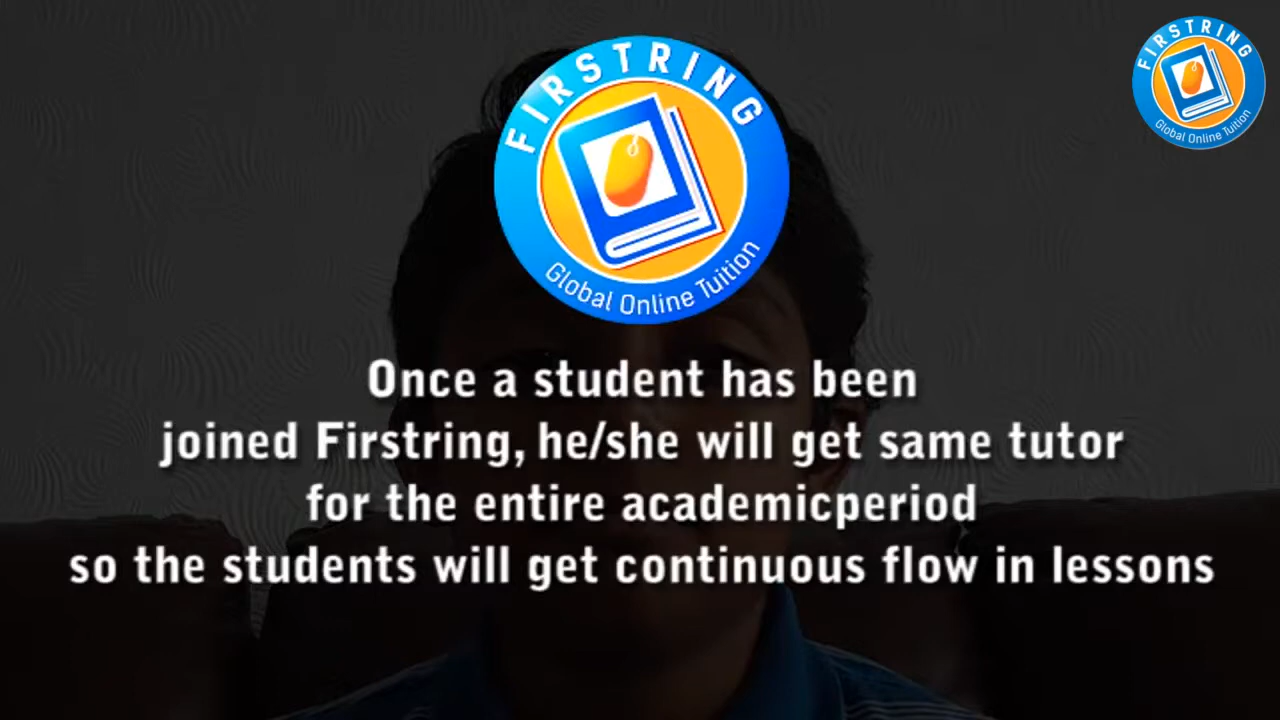 FIRSTRING
Global Online Tuition
FIRSTRING
Global Online Tuition
Once a student has been
joined Firstring, he/she will get same tutor
for the entire academicperiod
so the students will get continuous flow in lessons